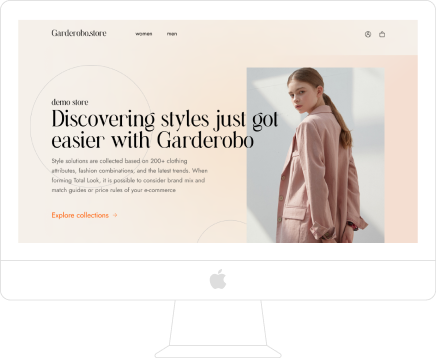 Garderobo.store
women
man
demo store
Discovering styles just got
easier with Garderobo
Style solutions are collected based on 200+ clothing
attributes, fashion combinations, and the latest trends. When
forming Total Look, it is possible to consider brand mix and
match guides or price rules of your e-commerce
Explore collections →